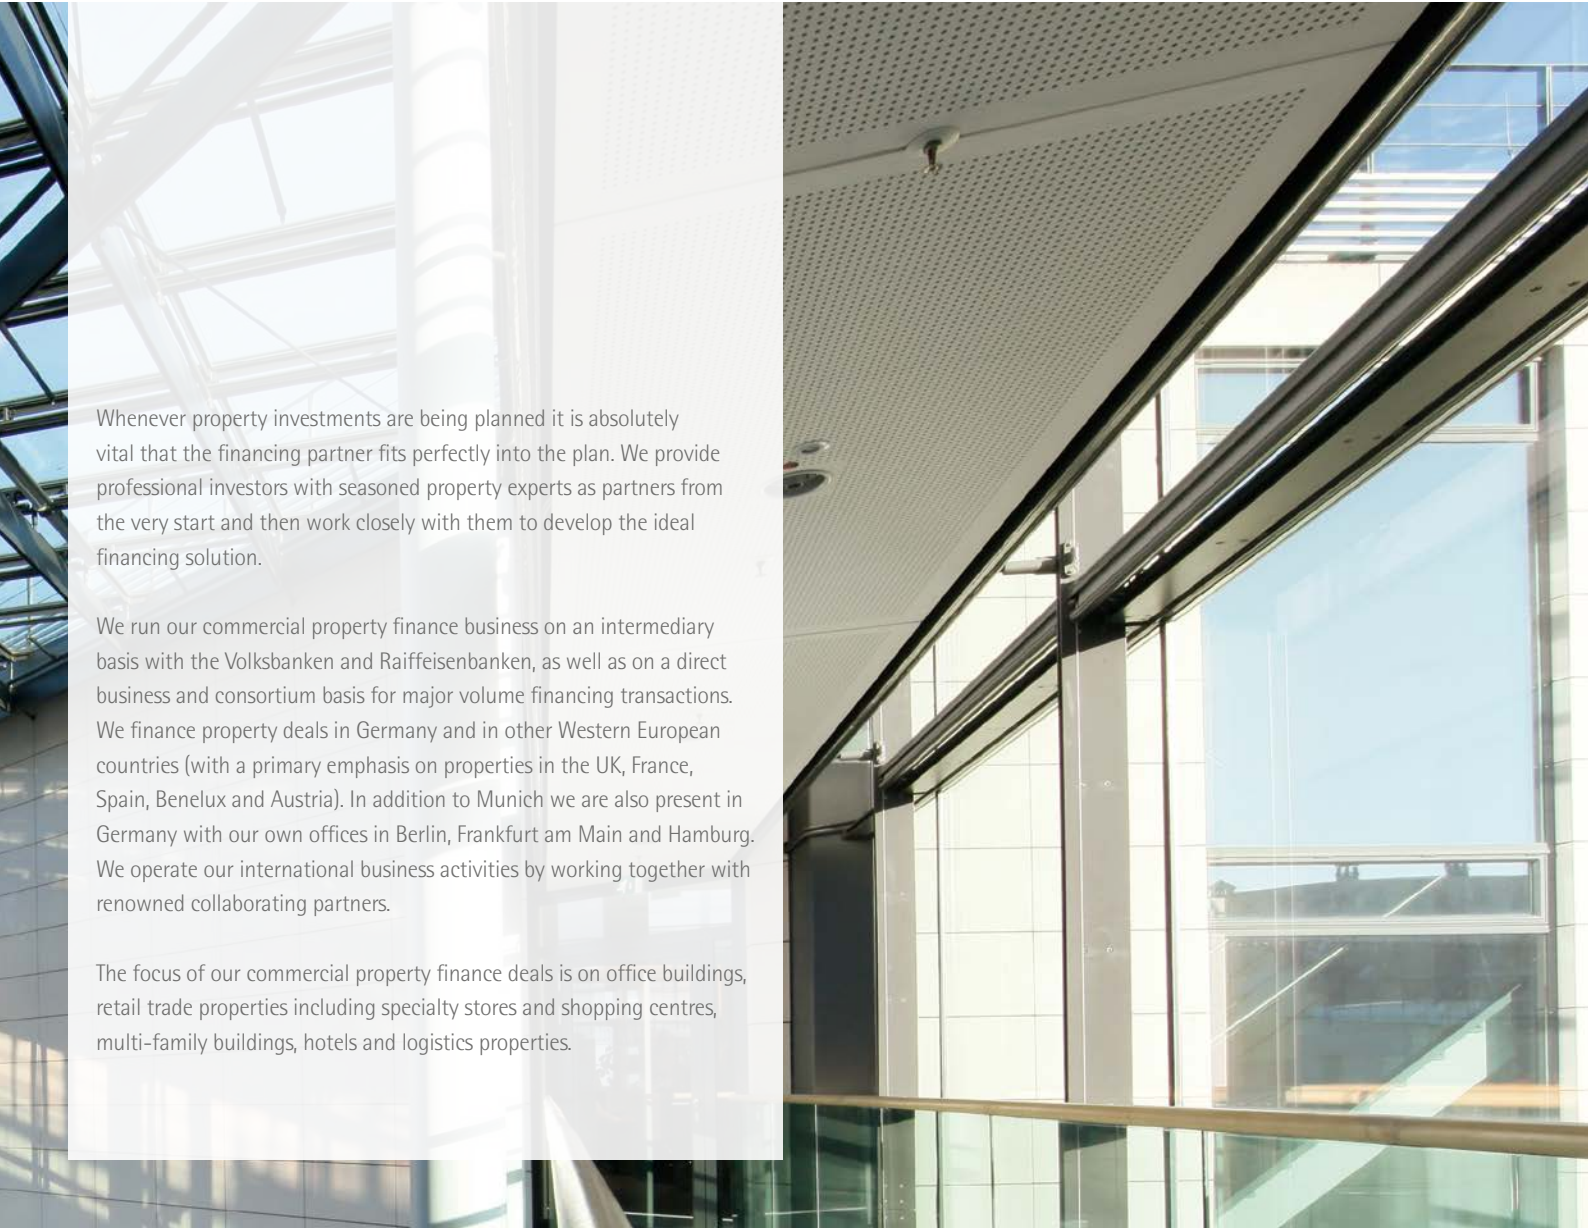 Whenever property investments are being planned it is absolutely
vital that the financing partner fits perfectly into the plan. We provide
professional investors with seasoned property experts as partners from
the very start and then work closely with them to develop the ideal
financing solution.
We run our commercial property finance business on an intermediary
basis with the Volksbanken and Raiffeisenbanken, as well as on a direct
business and consortium basis for major volume financing transactions.
We finance property deals in Germany and in other Western European
countries (with a primary emphasis on properties in the UK, France,
Spain, Benelux and Austria). In addition to Munich we are also present in
Germany with our own offices in Berlin, Frankfurt am Main and Hamburg.
We operate our international business activities by working together with
renowned collaborating partners.
The focus of our commercial property finance deals is on office buildings,
retail trade properties including specialty stores and shopping centres,
multi-family buildings, hotels and logistics properties.